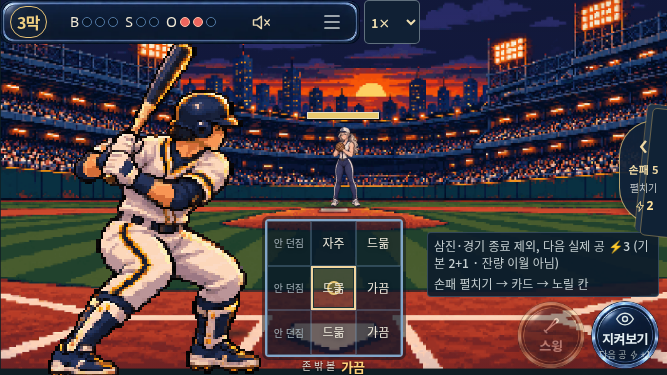 3막 B S O 1×
손패 5
펼치기
⚡2
안 던짐 자주 드묾
안 던짐 가끔
안 던짐 드묾 가끔
존 밖 볼 가끔
삼진·경기 종료 제외, 다음 실제 공 ⚡3 (기
본 2+1 · 잔량 이월 아님)
손패 펼치기 → 카드 → 노릴 칸
스윙
지켜보기
다음 공